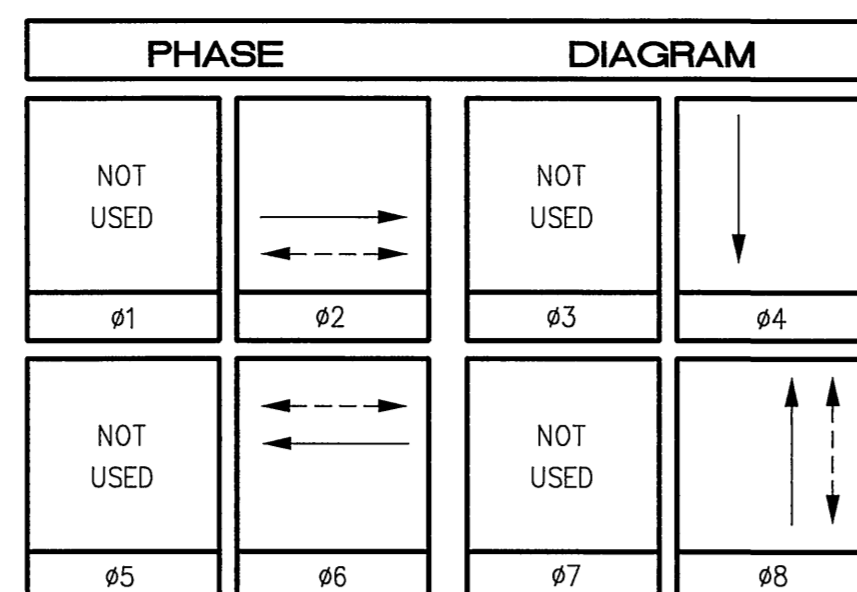 PHASE DIAGRAM
NOT
USED
ø1
ø2
NOT
USED
ø3
ø4
NOT
USED
ø5
ø6
NOT
USED
ø7
ø8